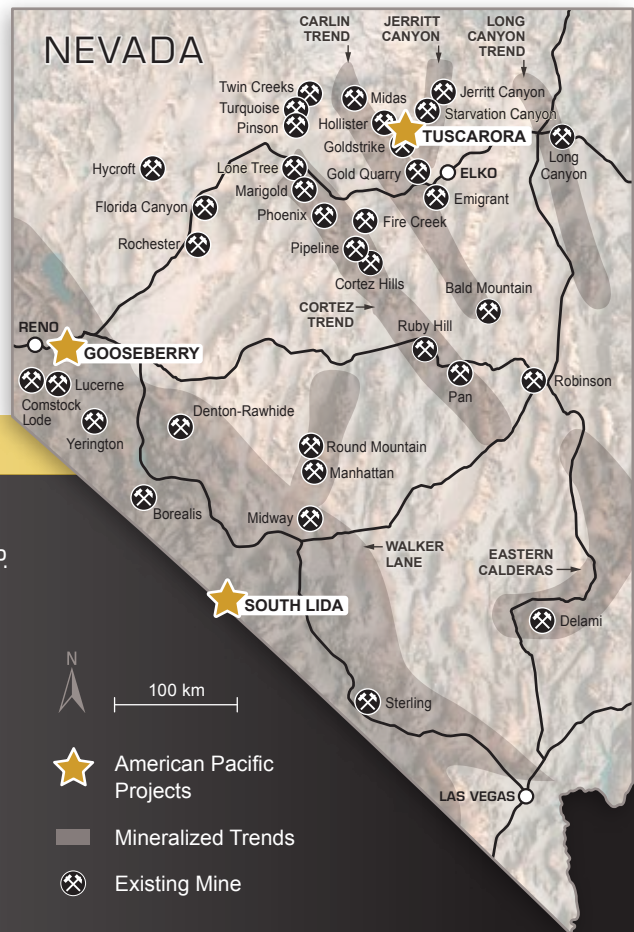 NEVADA
CARLIN
TREND
JERRITT
CANYON
LONG
CANYON
TREND
Twin Creeks
Turquoise
Pinson
Midas
Hollister
Goldstrike
Jerritt Canyon
Starvation Canyon
TUSCARORA
Long
Canyon
Hycroft
Lone Tree
Marigold
Gold Quarry
ELKO
Emigrant
Florida Canyon
Phoenix
Fire Creek
Rochester
Pipeline
Cortez Hills
CORTEZ
TREND
Bald Mountain
Ruby Hill
RENO
GOOSEBERRY
Lucerne
Comstock
Lode
Yerington
Denton-Rawhide
Pan
Robinson
Round Mountain
Manhattan
Borealis
Midway
WALKER
LANE
EASTERN
CALDERAS
SOUTH LIDA
Delami
N
100 km
Sterling
LAS VEGAS
American Pacific
Projects
Mineralized Trends
Existing Mine